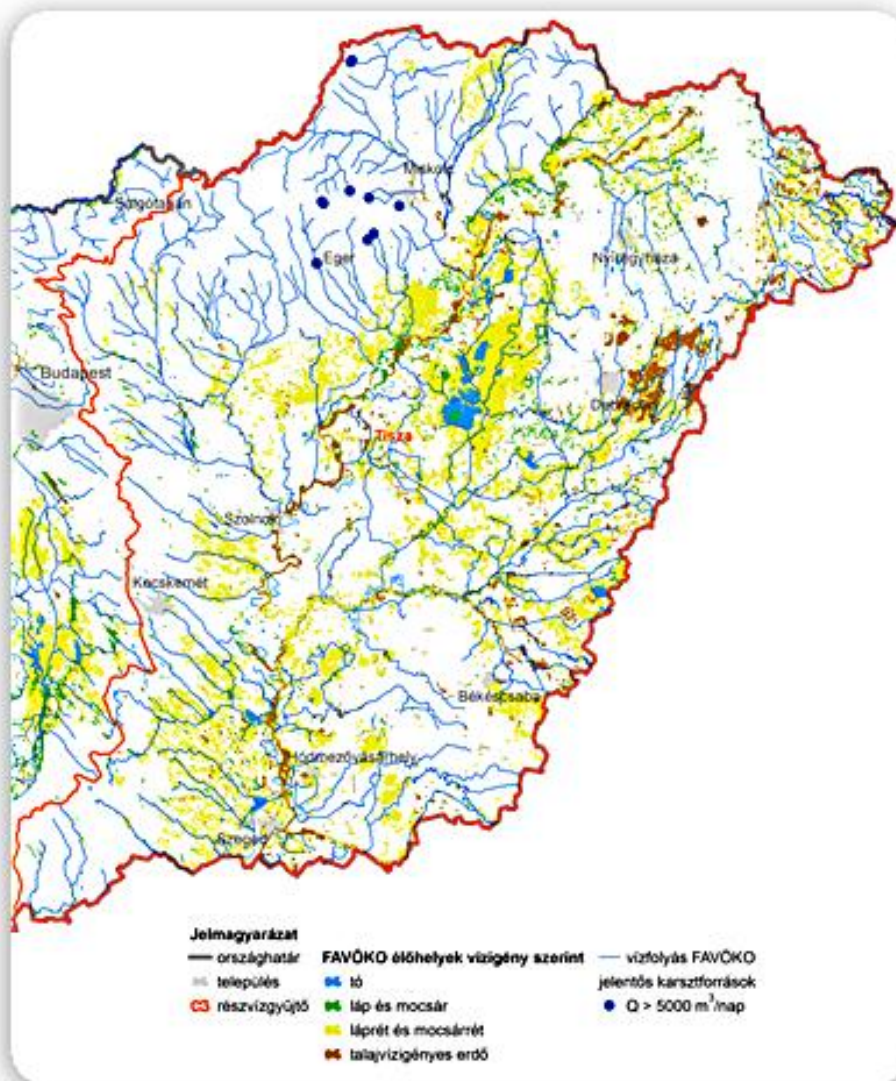 Miskolc
Salgótarján
Eger
Nyíregyháza
Budapest
Debrecen
Tisza
Szolnok
Kecskemét
Békéscsaba
Hódmezővásárhely
Szeged
Jelmagyarázat
országhatár
település
részvízgyűjtő
FAVÖKO élőhelyek vízigény szerint
tó
láp és mocsár
láprét és mocsárrét
talajvízigényes erdő
vízfolyás FAVÖKO
jelentős karsztforrások
Q > 5000 m³/nap